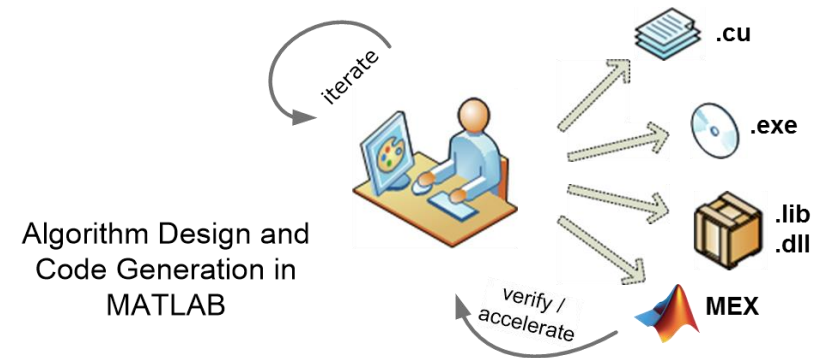 iterate
.cu
.exe
Algorithm Design and
Code Generation in
MATLAB
.lib
.dll
MEX
verify /
accelerate